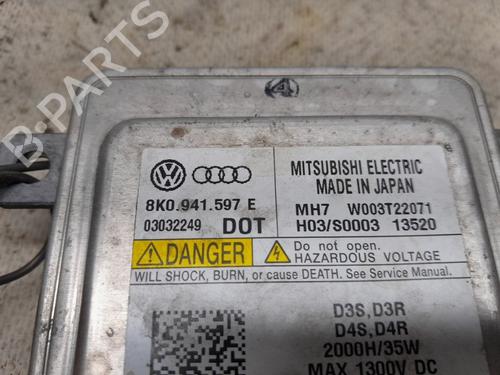 B-PARTS
4
8K0.941.597 E
03032249 DOT
MITSUBISHI ELECTRIC
MADE IN JAPAN
MH7 W003T22071
H03/S0003 13520
DANGER
Do not open.
HAZARDOUS VOLTAGE
WILL SHOCK, BURN, or cause DEATH. See Service Manual.
D3S,D3R
D4S,D4R
2000H/35W
MAX 1300V DC